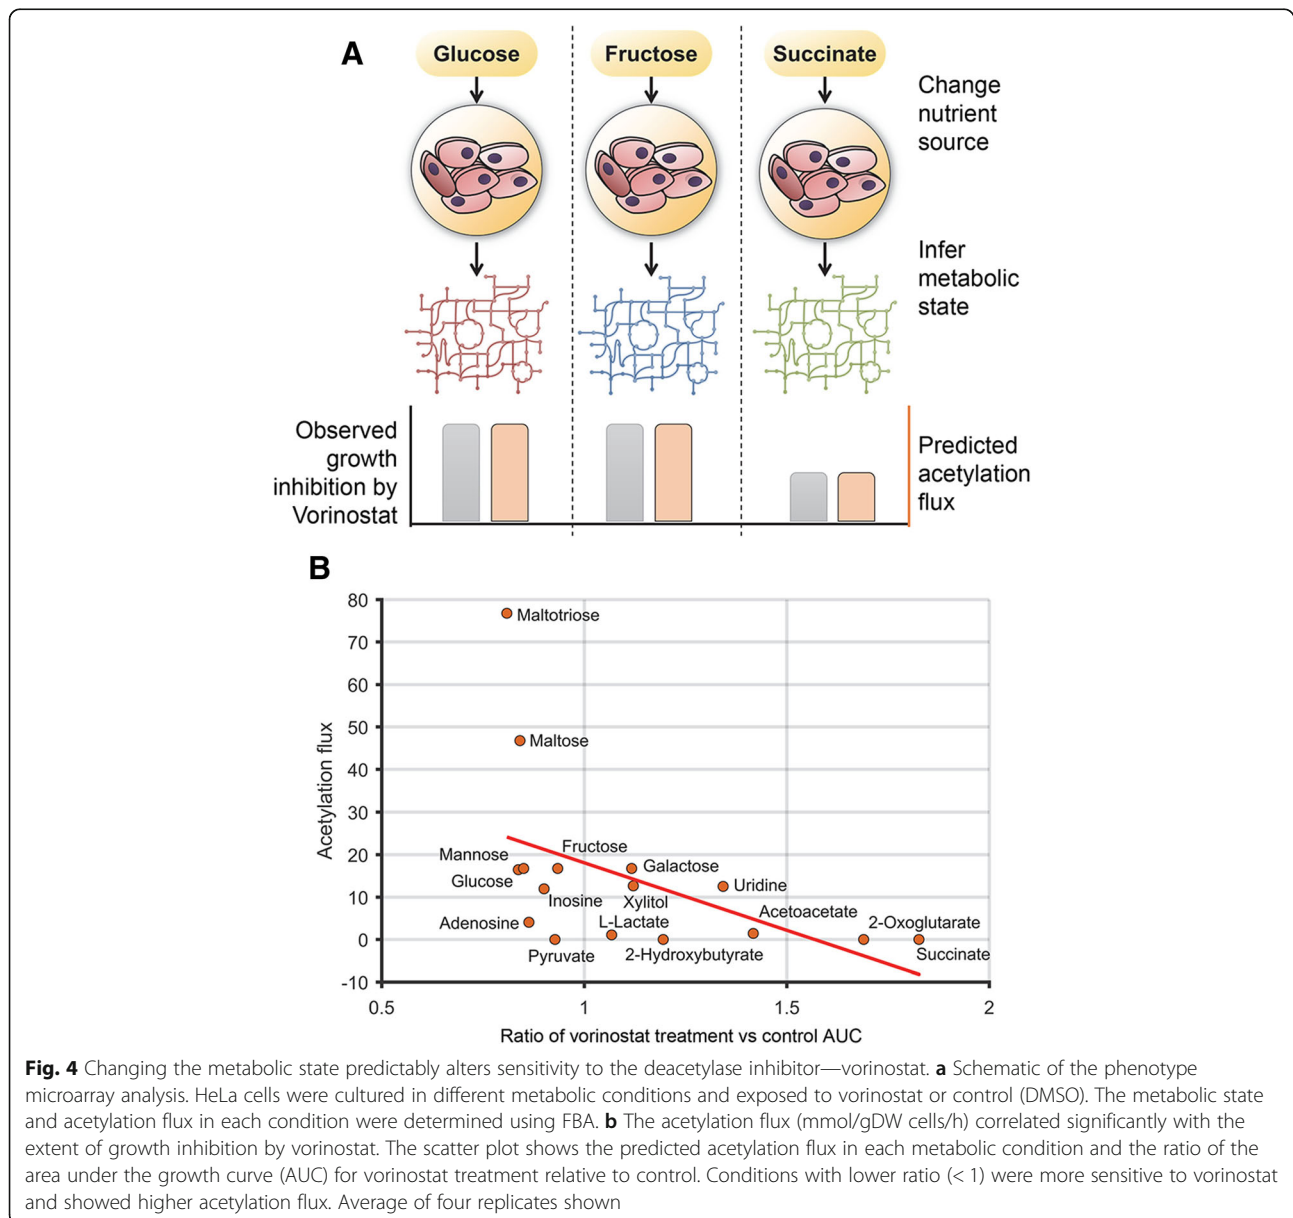 A
Glucose
Fructose
Succinate
Change
nutrient
source
Infer
metabolic
state
Observed
growth
inhibition by
Vorinostat
Predicted
acetylation
flux
B
Acetylation flux
80
70
60
50
40
30
20
10
0
-10
Maltotriose
Maltose
Mannose
Fructose
Galactose
Glucose
Inosine
Xylitol
Uridine
Adenosine
L-Lactate
Acetoacetate
2-Oxoglutarate
Pyruvate
2-Hydroxybutyrate
Succinate
0.5
1
1.5
2
Ratio of vorinostat treatment vs control AUC
Fig. 4 Changing the metabolic state predictably alters sensitivity to the deacetylase inhibitor—vorinostat. a Schematic of the phenotype
microarray analysis. HeLa cells were cultured in different metabolic conditions and exposed to vorinostat or control (DMSO). The metabolic state
and acetylation flux in each condition were determined using FBA. b The acetylation flux (mmol/gDW cells/h) correlated significantly with the
extent of growth inhibition by vorinostat. The scatter plot shows the predicted acetylation flux in each metabolic condition and the ratio of the
area under the growth curve (AUC) for vorinostat treatment relative to control. Conditions with lower ratio (< 1) were more sensitive to vorinostat
and showed higher acetylation flux. Average of four replicates shown